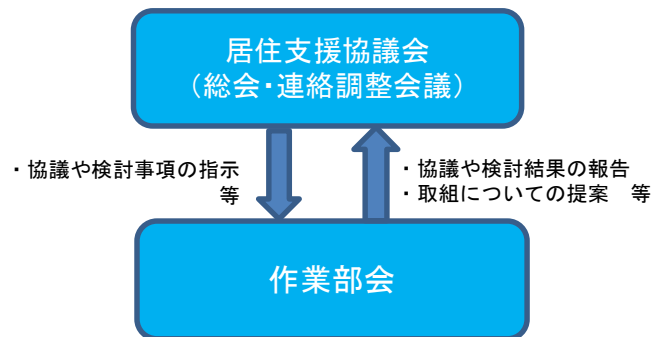 居住支援協議会
（総会・連絡調整会議）
・協議や検討事項の指示
等
・協議や検討結果の報告
・取組についての提案　等
作業部会